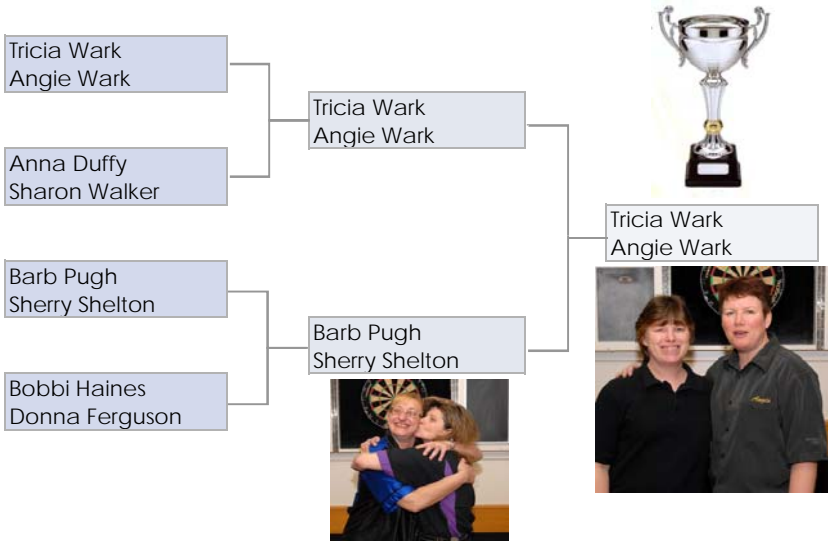 Tricia Wark
Angie Wark
Anna Duffy
Sharon Walker
Barb Pugh
Sherry Shelton
Bobbi Haines
Donna Ferguson
Tricia Wark
Angie Wark
Barb Pugh
Sherry Shelton
Tricia Wark
Angie Wark
Angie